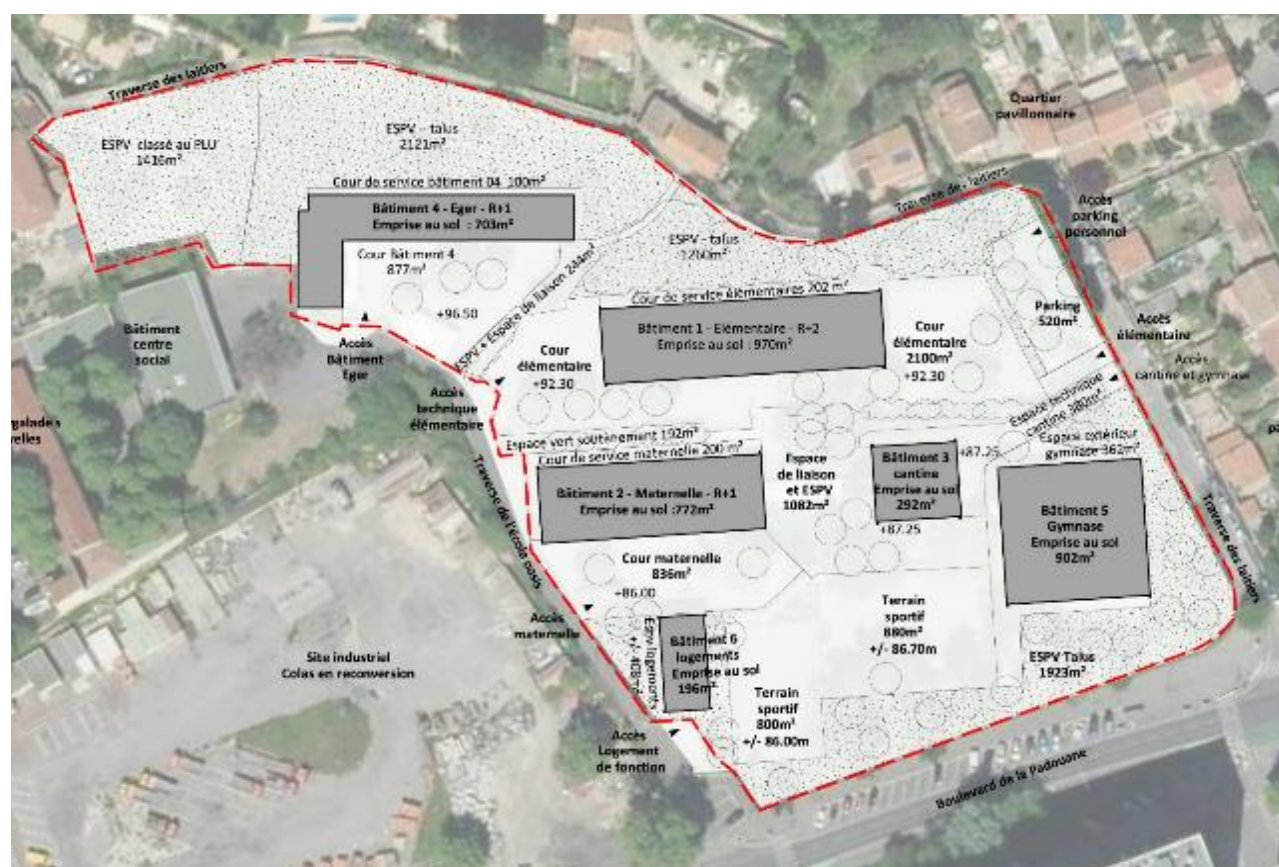 Traverse des laitiers
ESPV classé au PLU
1416m²
ESPV - talus
2121m²
Quartier
pavillonnaire
Cour de service bâtiment 04 100m²
Bâtiment 4 - Eger - R+1
Emprise au sol : 703m²
Cour Bâtiment 4
877m²
+96.50
Traverse des laitiers
Accès
parking
personnel
ESPV - talus
1260m²
ESPV + Espace de liaison 244m²
Cour de service élémentaires 202 m²
Bâtiment 1 - Elémentaire - R+2
Emprise au sol : 970m²
Parking
520m²
Bâtiment
centre
social
Accès
Bâtiment
Eger
Cour
élémentaire
+92.30
Cour
élémentaire
2100m²
+92.30
Accès
élémentaire
Accès
cantine et gymnase
Accès
technique
élémentaire
Espace technique
cantine 380m²
Espace vert soutènement 192m²
Cour de service maternelle 200 m²
Espace extérieur
gymnase 362m²
Bâtiment 2 - Maternelle - R+1
Emprise au sol :772m²
Espace
de liaison
et ESPV
1082m²
Bâtiment 3
cantine
Emprise au sol
292m²
+87.25
+87.25
Bâtiment 5
Gymnase
Emprise au sol
902m²
Traverse de l'école oasis
Traverse des laitiers
Cour maternelle
836m²
+86.00
Accès
maternelle
Terrain
sportif
880m²
+/- 86.70m
Bâtiment 6
logements
Emprise au sol
196m²
Espv logements
+/- 408m²
Site industriel
Colas en reconversion
ESPV Talus
1923m²
Terrain
sportif
800m²
+/- 86.00m
Accès
Logement
de fonction
Boulevard de la Padouane